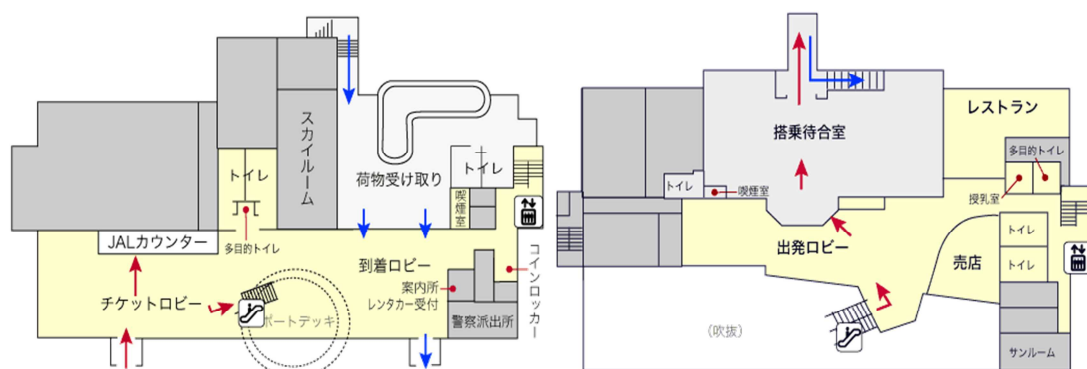 スカイルーム
トイレ
荷物受け取り
トイレ
喫煙室
JALカウンター
多目的トイレ
到着ロビー
案内所
レンタカー受付
コインロッカー
チケットロビー
ポートデッキ
警察派出所
レストラン
搭乗待合室
多目的トイレ
トイレ
喫煙室
授乳室
出発ロビー
トイレ
売店
トイレ
(吹抜)
サンルーム